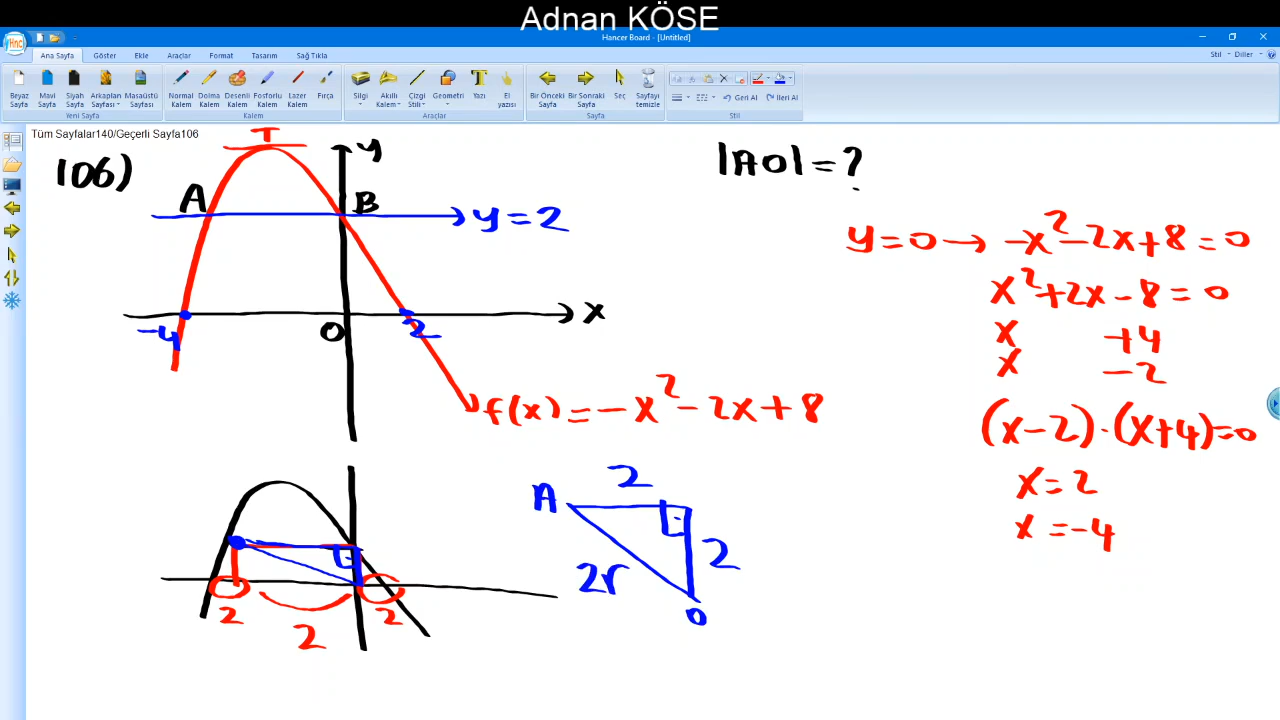 Adnan KÖSE
Hancer Board - [Untitled]
Hnc
Ana Sayfa Göster Ekle Araçlar Format Tasarım Sağ Tıkla
Stil Diller
Beyaz Sayfa Mavi Sayfa Siyah Sayfa Arkaplan Sayfası Masaüstü Sayfası
Normal Kalem Dolma Kalem Desenli Kalem Fosforlu Kalem Lazer Kalem Fırça
Silgi Akıllı Kalem Çizgi Stili Geometri Yazı El yazısı
Bir Önceki Sayfa Bir Sonraki Sayfa Seç Sayfayı temizle
Geri Al İleri Al
Yeni Sayfa Kalem Araçlar Sayfa Stil
Tüm Sayfalar140/Geçerli Sayfa106
106)
T
y
A
B
y=2
-4
O
2
x
f(x)=-x²-2x+8
|AO|=?
y=0→ -x²-2x+8=0
x²+2x-8=0
x +4
x -2
(x-2)·(x+4)=0
x=2
x=-4
2
2
2
A
2
2
2r
O